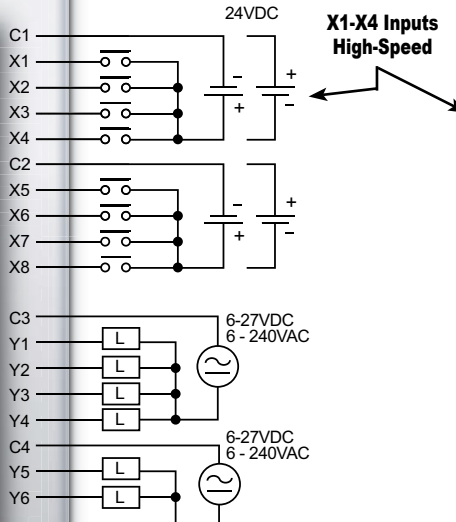 24VDC
X1-X4 Inputs
High-Speed
C1
X1
X2
X3
X4
- +
+ -
C2
X5
X6
X7
X8
- +
+ -
C3
6-27VDC
6 - 240VAC
Y1 L
Y2 L
Y3 L
Y4 L
C4
6-27VDC
6 - 240VAC
Y5 L
Y6 L